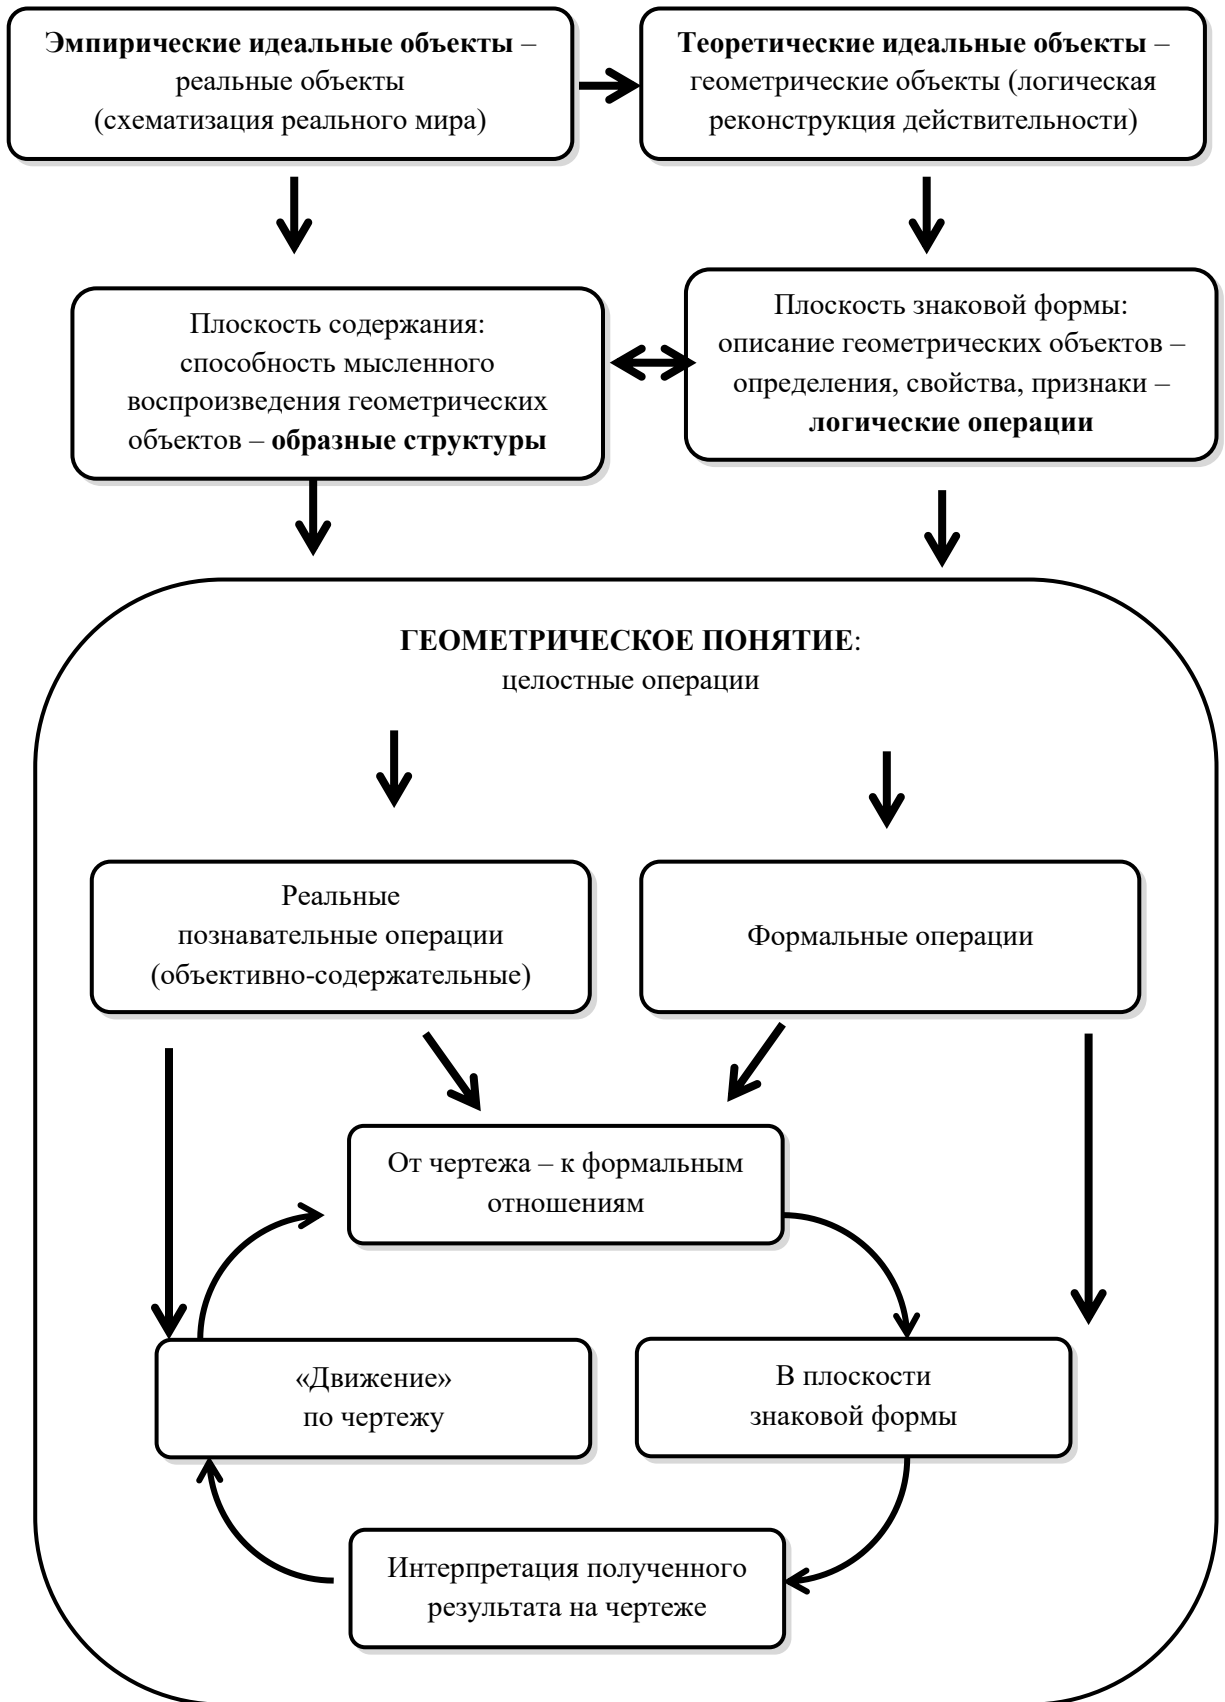 Эмпирические идеальные объекты –
реальные объекты
(схематизация реального мира)
Теоретические идеальные объекты –
геометрические объекты (логическая
реконструкция действительности)
Плоскость содержания:
способность мысленного
воспроизведения геометрических
объектов – образные структуры
Плоскость знаковой формы:
описание геометрических объектов –
определения, свойства, признаки –
логические операции
ГЕОМЕТРИЧЕСКОЕ ПОНЯТИЕ:
целостные операции
Реальные
познавательные операции
(объективно-содержательные)
Формальные операции
От чертежа – к формальным
отношениям
«Движение»
по чертежу
В плоскости
знаковой формы
Интерпретация полученного
результата на чертеже